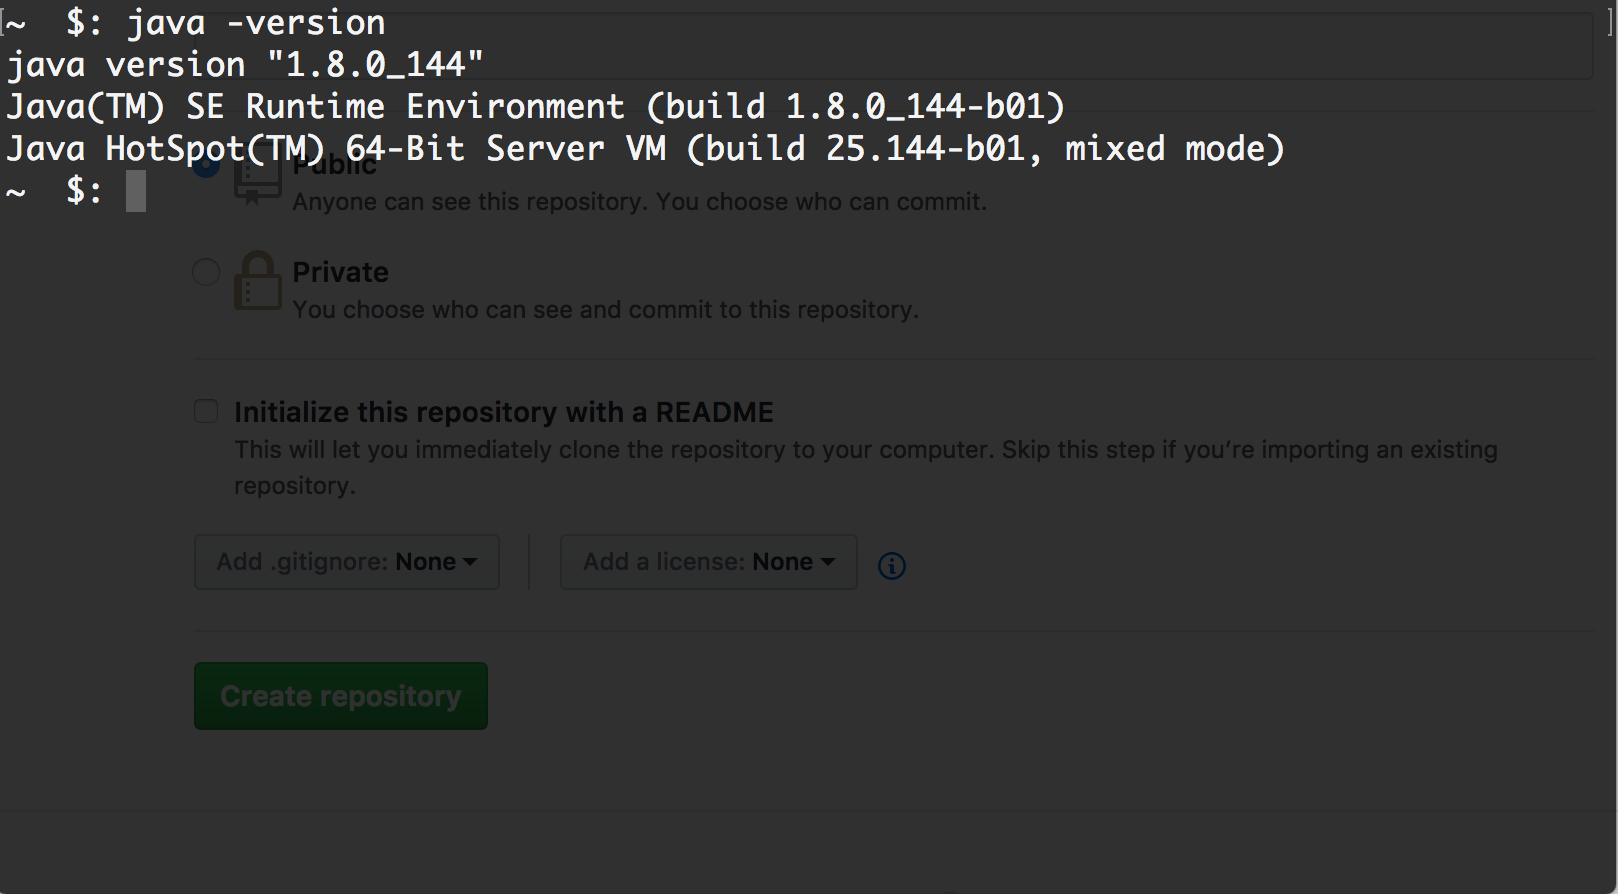 ~  $: java -version
java version "1.8.0_144"
Java(TM) SE Runtime Environment (build 1.8.0_144-b01)
Java HotSpot(TM) 64-Bit Server VM (build 25.144-b01, mixed mode)
Public
~  $:
Anyone can see this repository. You choose who can commit.
Private
You choose who can see and commit to this repository.
Initialize this repository with a README
This will let you immediately clone the repository to your computer. Skip this step if you’re importing an existing
repository.
Add .gitignore: None
Add a license: None
Create repository